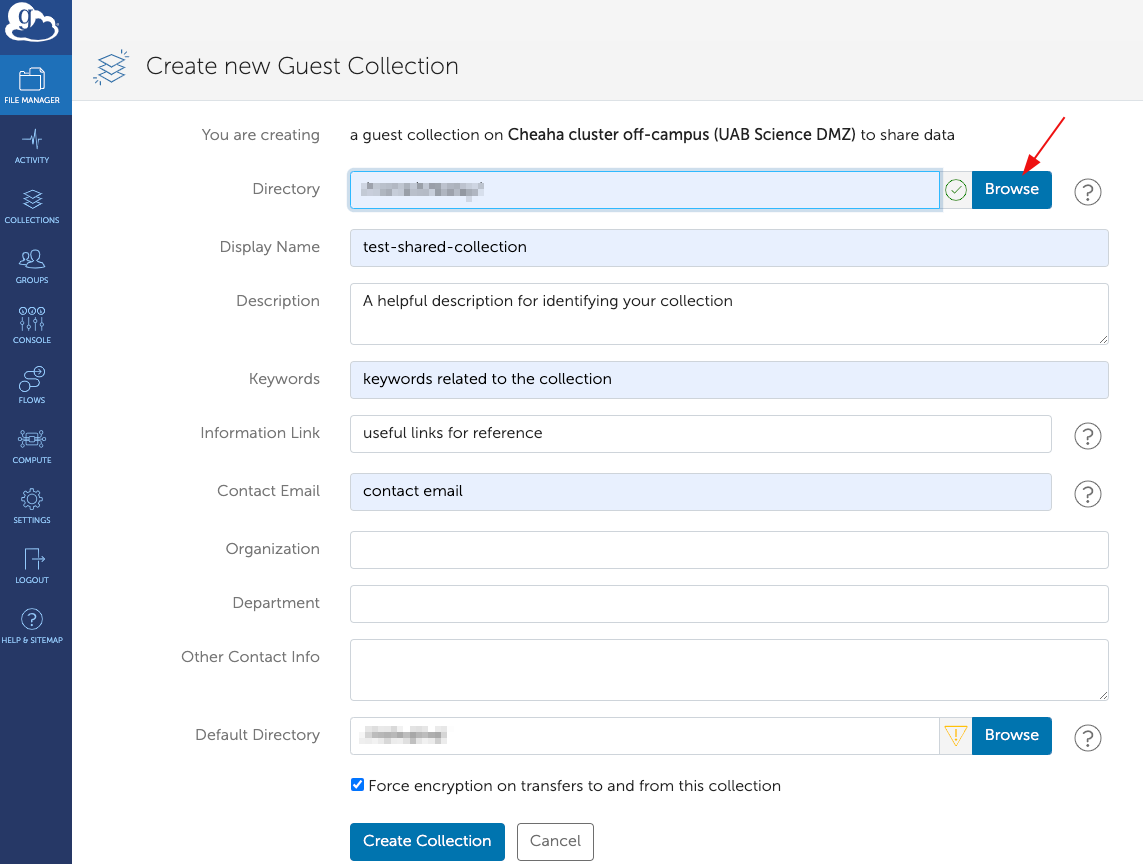 g
FILE MANAGER
ACTIVITY
COLLECTIONS
GROUPS
CONSOLE
FLOWS
COMPUTE
SETTINGS
LOGOUT
?
HELP & SITEMAP
Create new Guest Collection
You are creating a guest collection on Cheaha cluster off-campus (UAB Science DMZ) to share data
Directory Browse ?
Display Name test-shared-collection
Description A helpful description for identifying your collection
Keywords keywords related to the collection
Information Link useful links for reference ?
Contact Email contact email ?
Organization
Department
Other Contact Info
Default Directory ! Browse ?
Force encryption on transfers to and from this collection
Create Collection Cancel